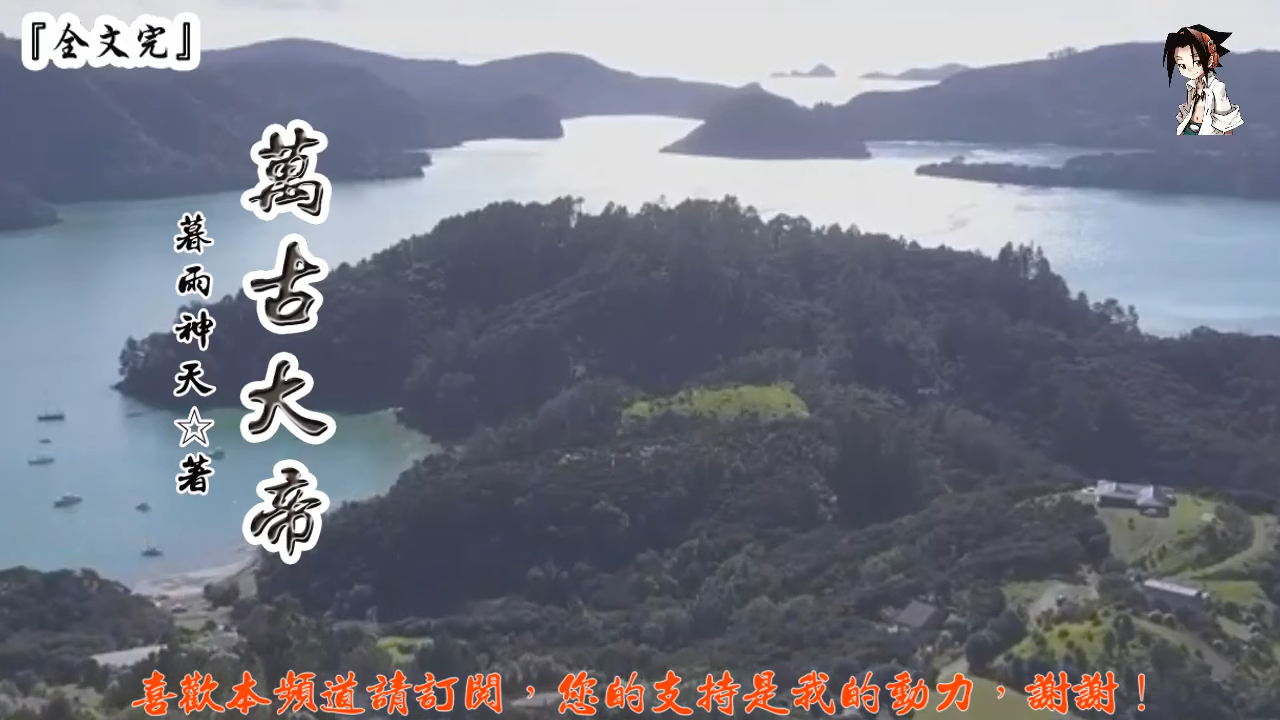 『全文完』
萬古大帝
暮雨神天☆著
喜歡本頻道請訂閱，您的支持是我的動力，謝謝！